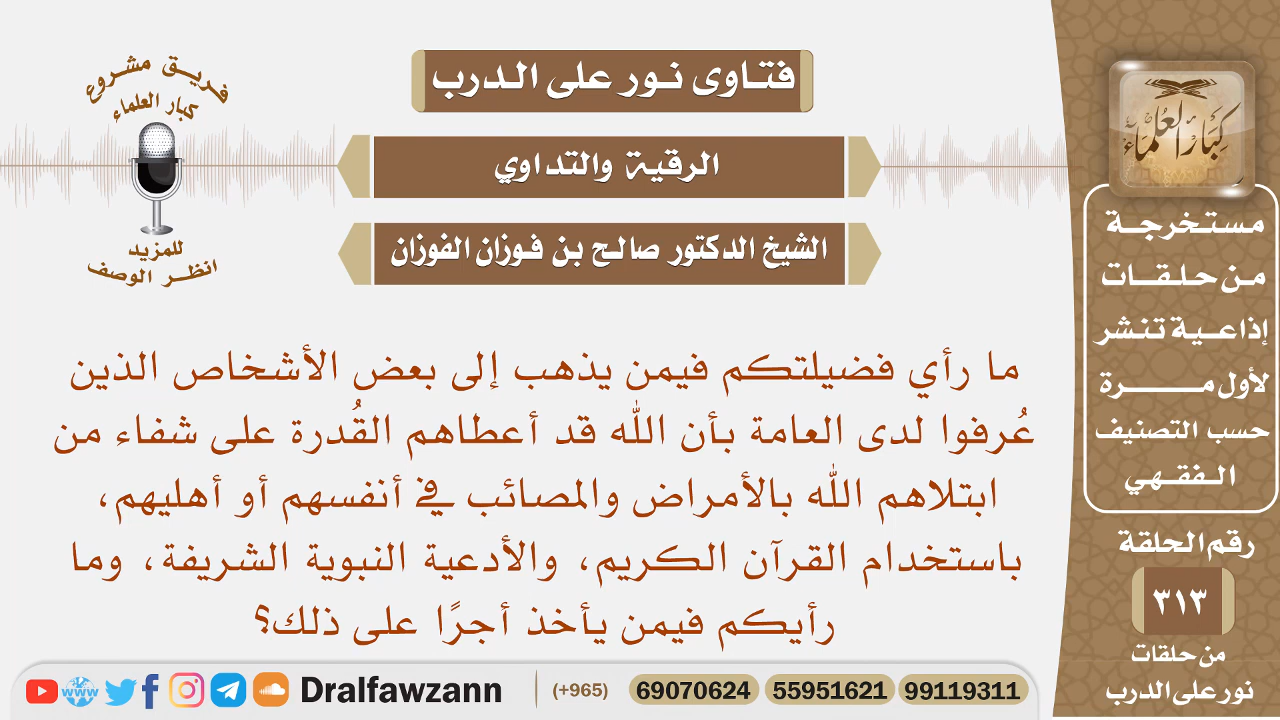 فتاوى نور على الدرب
الرقية والتداوي
الشيخ الدكتور صالح بن فوزان الفوزان
فريق مشروع
كبار العلماء
للمزيد
انظر الوصف
ما رأي فضيلتكم فيمن يذهب إلى بعض الأشخاص الذين
عُرفوا لدى العامة بأن الله قد أعطاهم القُدرة على شفاء من
ابتلاهم الله بالأمراض والمصائب في أنفسهم أو أهليهم،
باستخدام القرآن الكريم، والأدعية النبوية الشريفة، وما
رأيكم فيمن يأخذ أجرًا على ذلك؟
كبار العلماء
مستخرجة
من حلقات
إذاعية تنشر
لأول مرة
حسب التصنيف
الفقهي
رقم الحلقة
٣١٣
من حلقات
نور على الدرب
www Dralfawzann (+965) 69070624 55951621 99119311